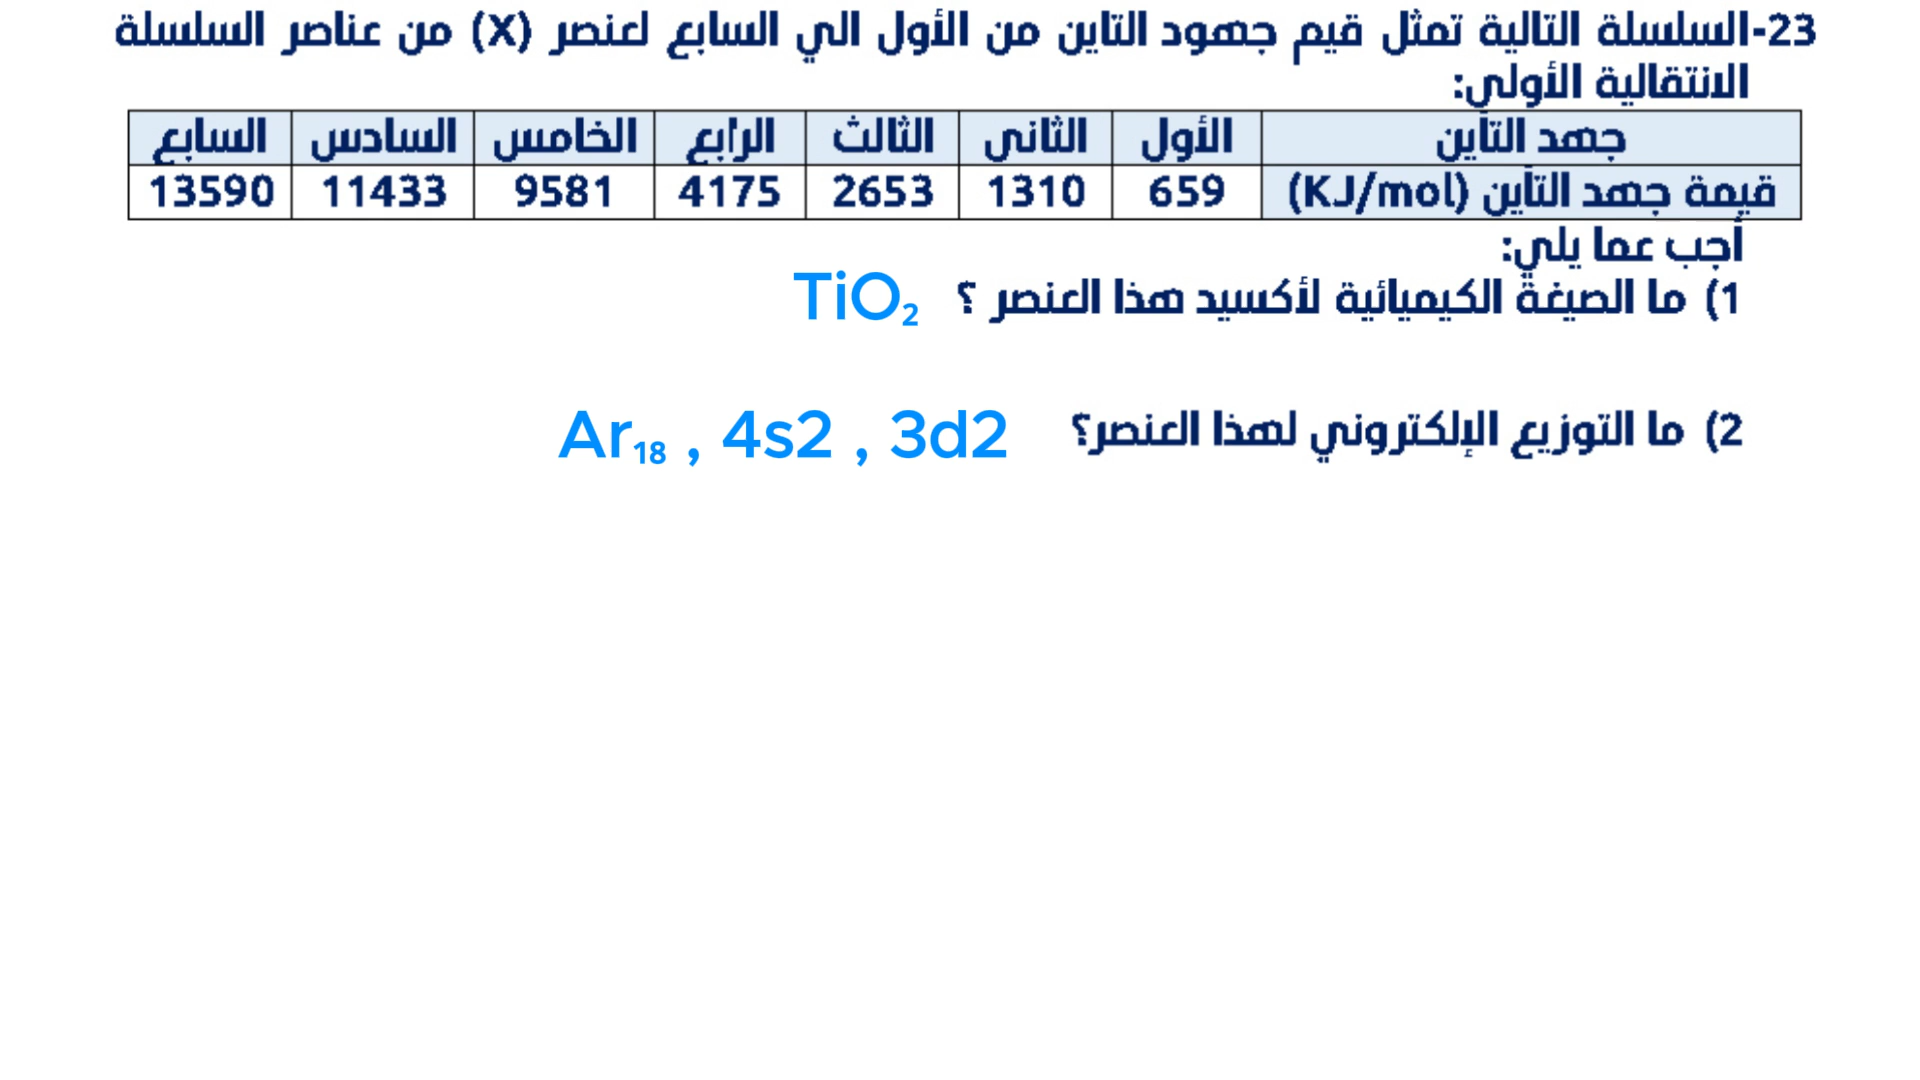 23-السلسلة التالية تمثل قيم جهود التاين من الأول الي السابع لعنصر (X) من عناصر السلسلة
الانتقالية الأولي:
جهد التأين الأول الثاني الثالث الرابع الخامس السادس السابع
قيمة جهد التأين (KJ/mol) 659 1310 2653 4175 9581 11433 13590
أجب عما يلي:
1) ما الصيغة الكيميائية لأكسيد هذا العنصر ؟ TiO₂
2) ما التوزيع الإلكتروني لهذا العنصر؟ Ar₁₈ , 4s2 , 3d2